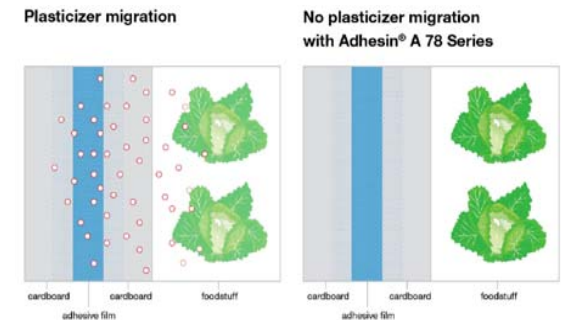 Plasticizer migration
No plasticizer migration
with Adhesin® A 78 Series
cardboard
cardboard
foodstuff
adhesive film
cardboard
cardboard
foodstuff
adhesive film